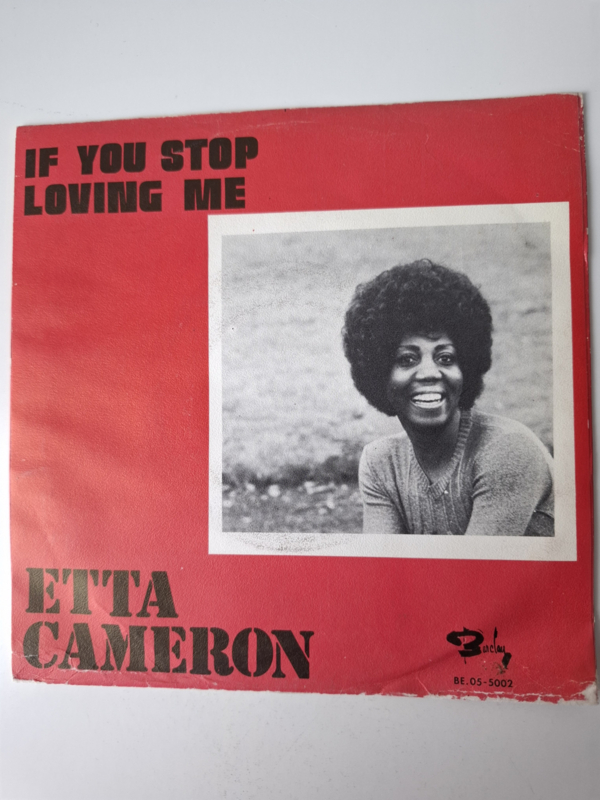 IF YOU STOP
LOVING ME
ETTA
CAMERON
Barclay
BE.05-5002